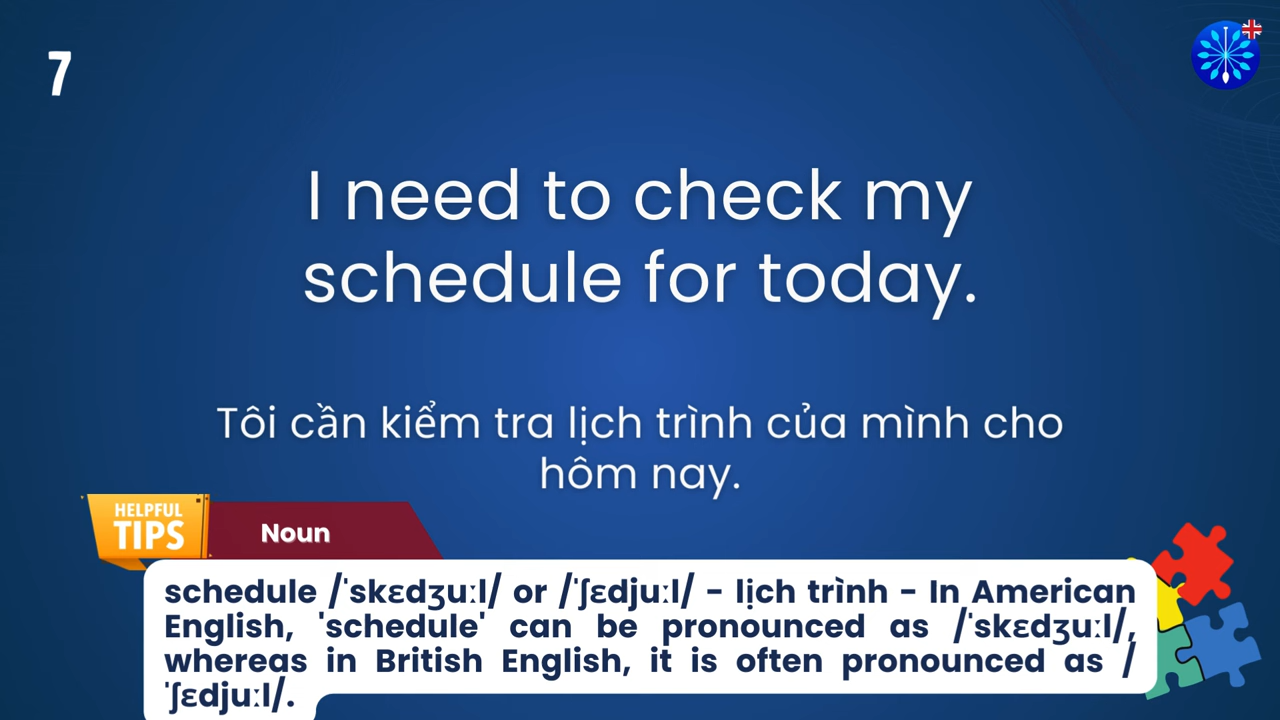 7
I need to check my
schedule for today.
Tôi cần kiểm tra lịch trình của mình cho
hôm nay.
HELPFUL
TIPS
Noun
schedule /ˈskɛdʒuːl/ or /ˈʃɛdjuːl/ - lịch trình - In American
English, 'schedule' can be pronounced as /ˈskɛdʒuːl/,
whereas in British English, it is often pronounced as /
ˈʃɛdjuːl/.